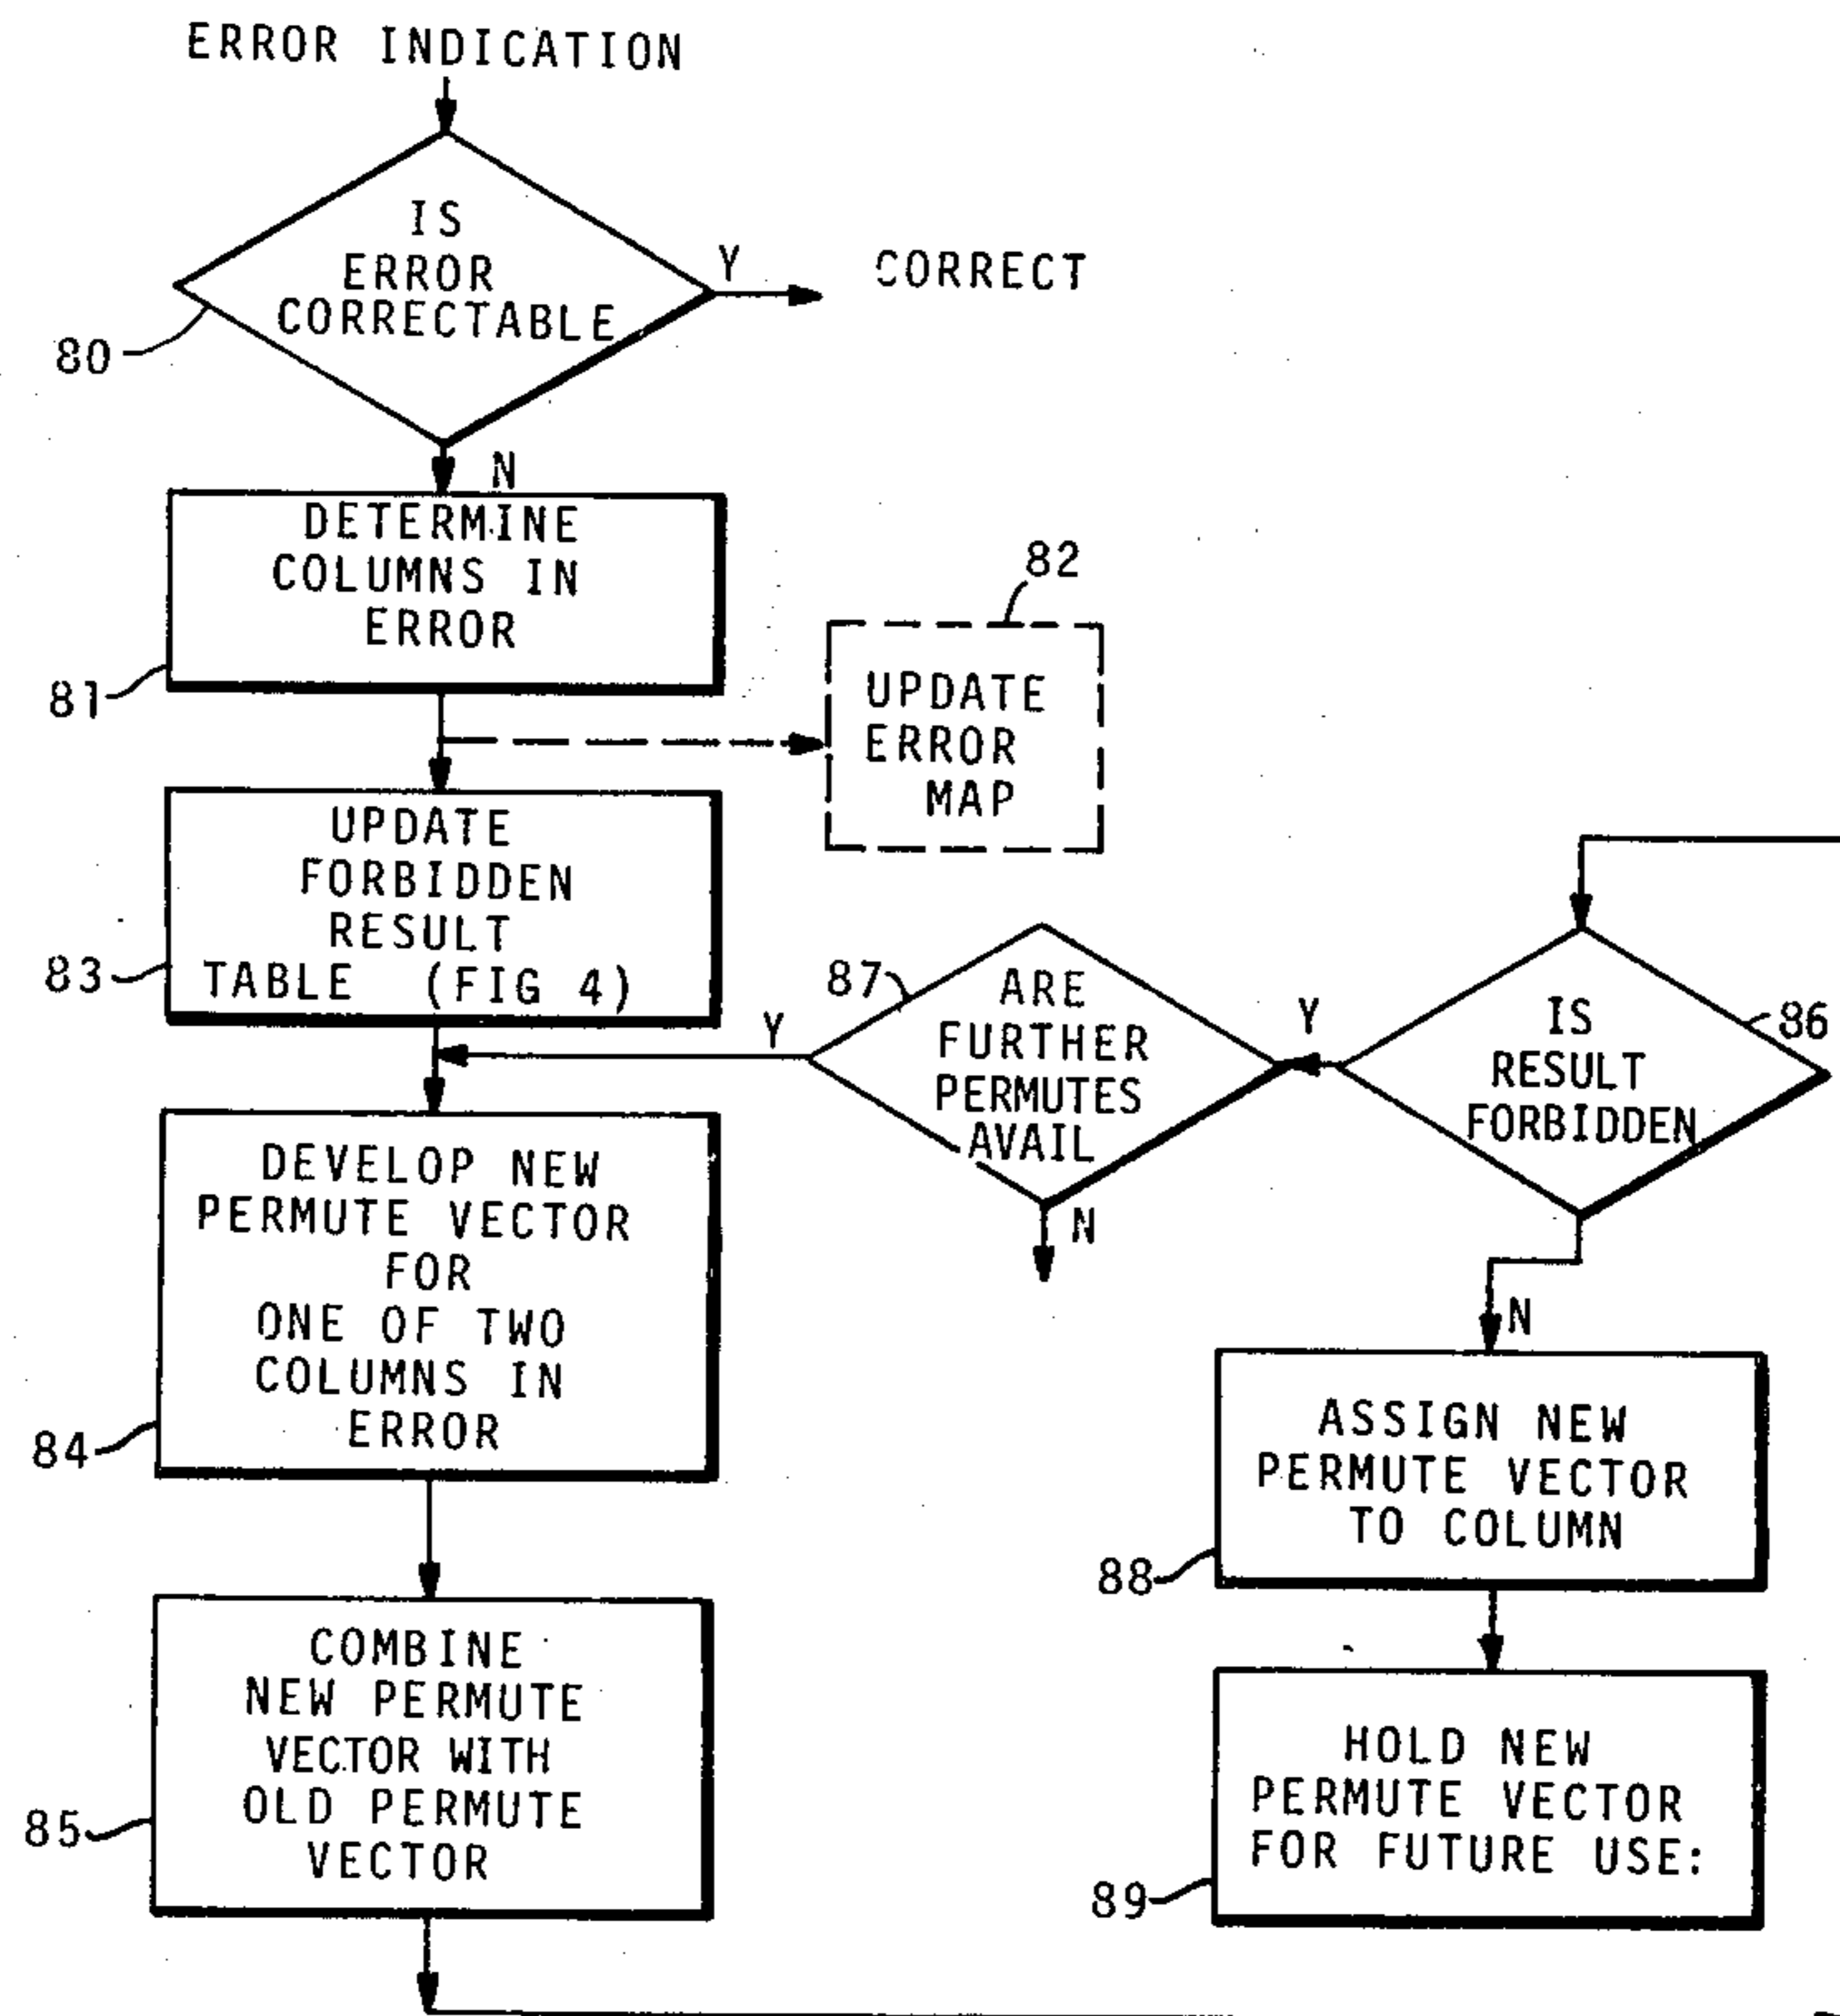 ERROR INDICATION
IS
ERROR
CORRECTABLE
80
Y
CORRECT
N
DETERMINE
COLUMNS IN
ERROR
81
82
UPDATE
ERROR
MAP
UPDATE
FORBIDDEN
RESULT
TABLE (FIG 4)
83
87
ARE
FURTHER
PERMUTES
AVAIL
Y
N
Y
IS
RESULT
FORBIDDEN
86
N
DEVELOP NEW
PERMUTE VECTOR
FOR
ONE OF TWO
COLUMNS IN
ERROR
84
COMBINE
NEW PERMUTE
VECTOR WITH
OLD PERMUTE
VECTOR
85
ASSIGN NEW
PERMUTE VECTOR
TO COLUMN
88
HOLD NEW
PERMUTE VECTOR
FOR FUTURE USE:
89